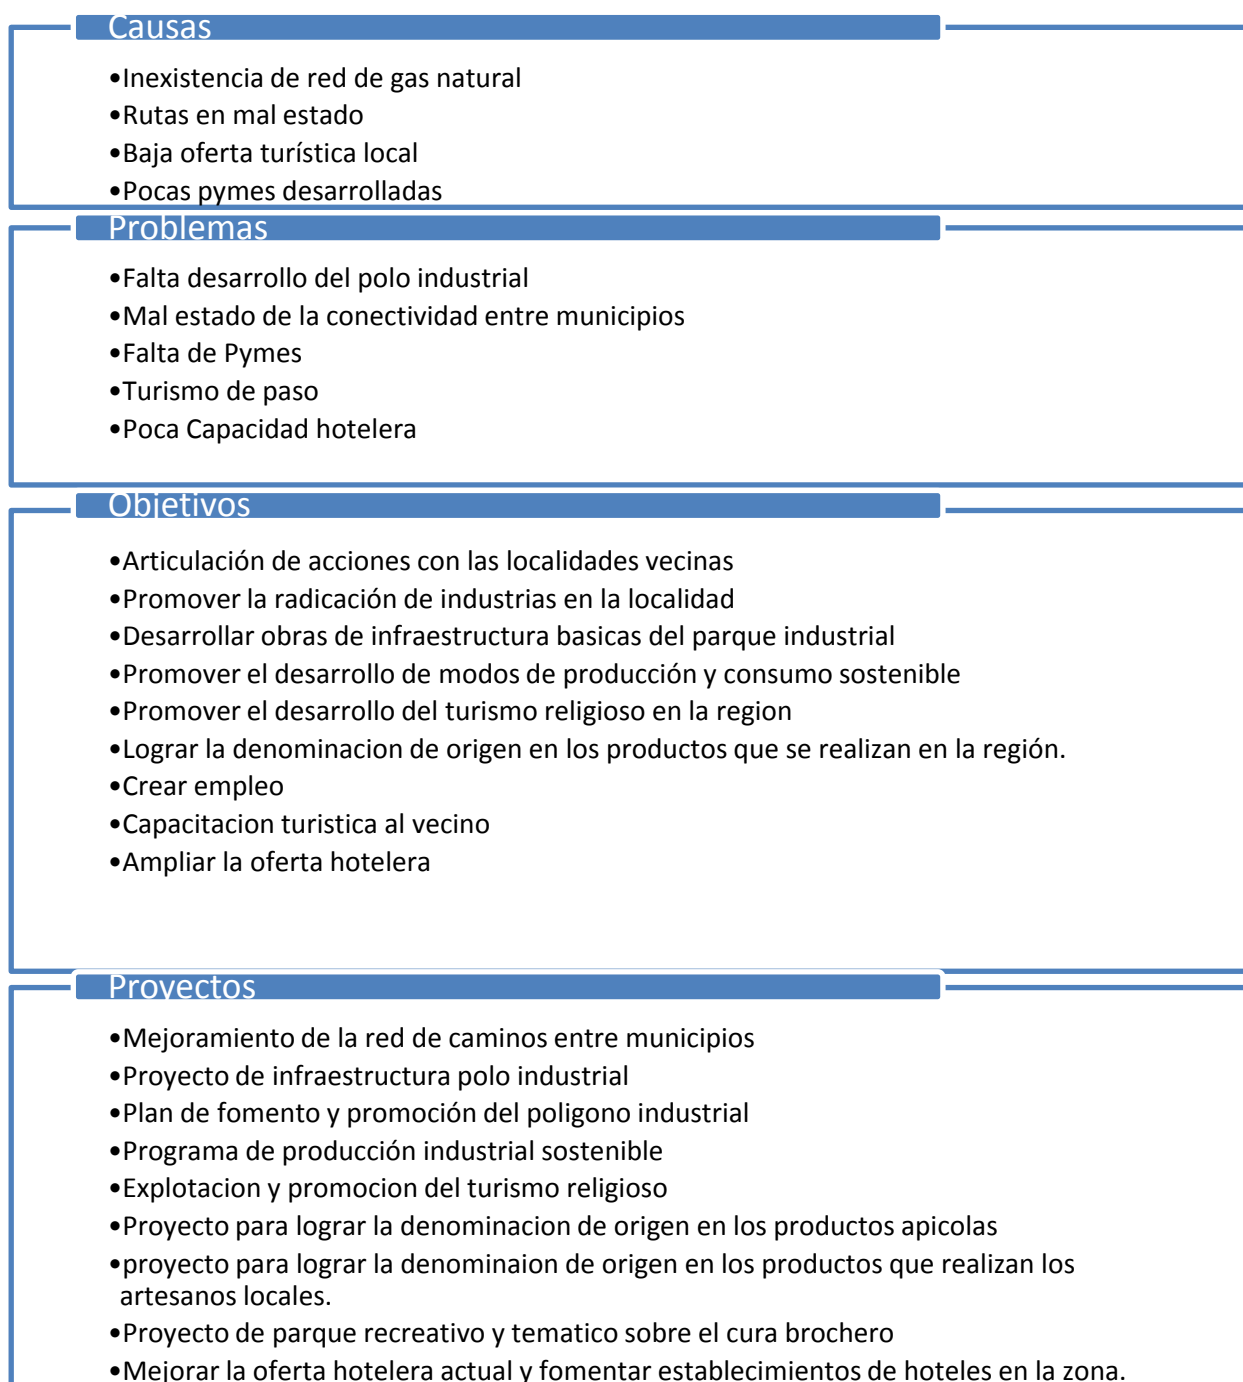 Causas
•Inexistencia de red de gas natural
•Rutas en mal estado
•Baja oferta turística local
•Pocas pymes desarrolladas
Problemas
•Falta desarrollo del polo industrial
•Mal estado de la conectividad entre municipios
•Falta de Pymes
•Turismo de paso
•Poca Capacidad hotelera
Objetivos
•Articulación de acciones con las localidades vecinas
•Promover la radicación de industrias en la localidad
•Desarrollar obras de infraestructura basicas del parque industrial
•Promover el desarrollo de modos de producción y consumo sostenible
•Promover el desarrollo del turismo religioso en la region
•Lograr la denominacion de origen en los productos que se realizan en la región.
•Crear empleo
•Capacitacion turistica al vecino
•Ampliar la oferta hotelera
Proyectos
•Mejoramiento de la red de caminos entre municipios
•Proyecto de infraestructura polo industrial
•Plan de fomento y promoción del poligono industrial
•Programa de producción industrial sostenible
•Explotacion y promocion del turismo religioso
•Proyecto para lograr la denominacion de origen en los productos apicolas
•proyecto para lograr la denominaion de origen en los productos que realizan los
artesanos locales.
•Proyecto de parque recreativo y tematico sobre el cura brochero
•Mejorar la oferta hotelera actual y fomentar establecimientos de hoteles en la zona.